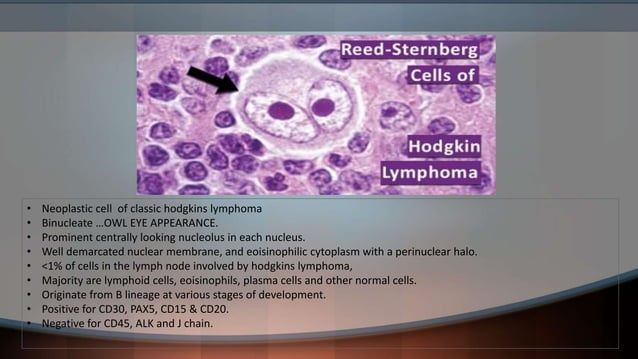 Reed-Sternberg
Cells of
Hodgkin
Lymphoma
• Neoplastic cell of classic hodgkins lymphoma
• Binucleate …OWL EYE APPEARANCE.
• Prominent centrally looking nucleolus in each nucleus.
• Well demarcated nuclear membrane, and eoisinophilic cytoplasm with a perinuclear halo.
• <1% of cells in the lymph node involved by hodgkins lymphoma,
• Majority are lymphoid cells, eoisinophils, plasma cells and other normal cells.
• Originate from B lineage at various stages of development.
• Positive for CD30, PAX5, CD15 & CD20.
• Negative for CD45, ALK and J chain.